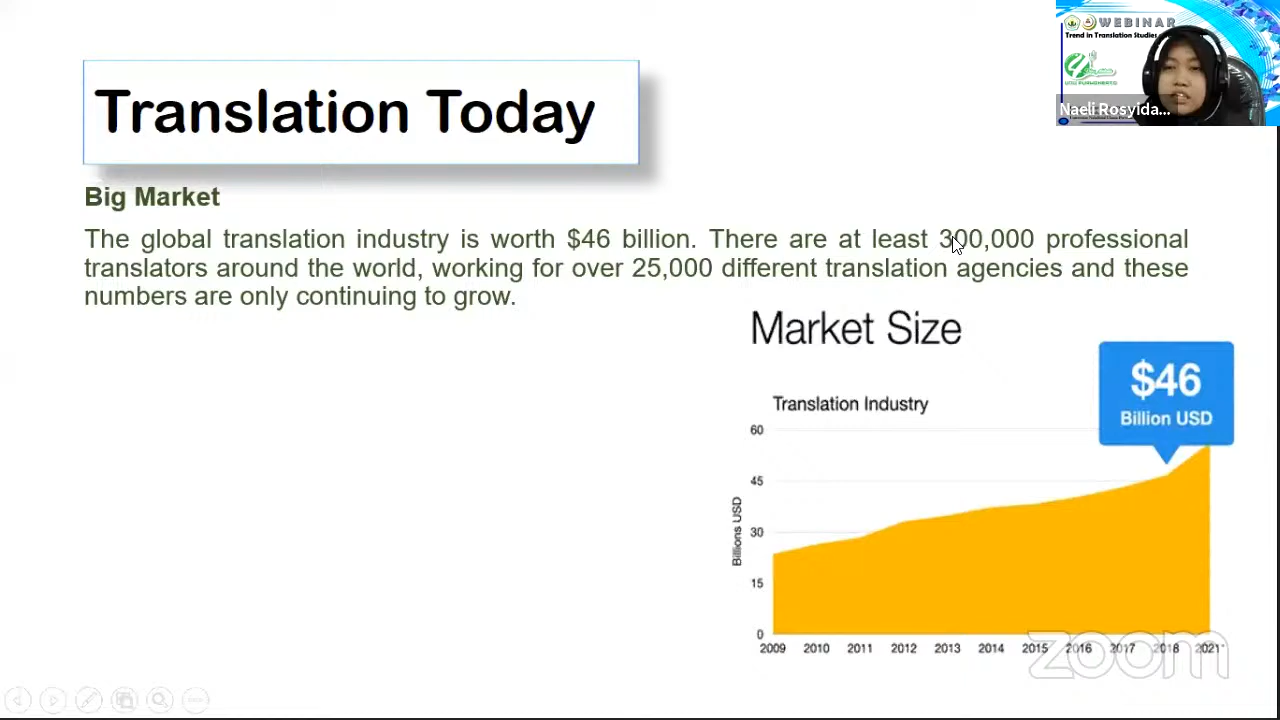 WEBINAR
Trend in Translation Studies
Naeli Rosyida...
Translation Today
Big Market
The global translation industry is worth $46 billion. There are at least 300,000 professional
translators around the world, working for over 25,000 different translation agencies and these
numbers are only continuing to grow.
Market Size
$46
Billion USD
Translation Industry
60
45
30
15
0
Billions USD
2009 2010 2011 2012 2013 2014 2015 2016 2017 2018 2021*
zoom